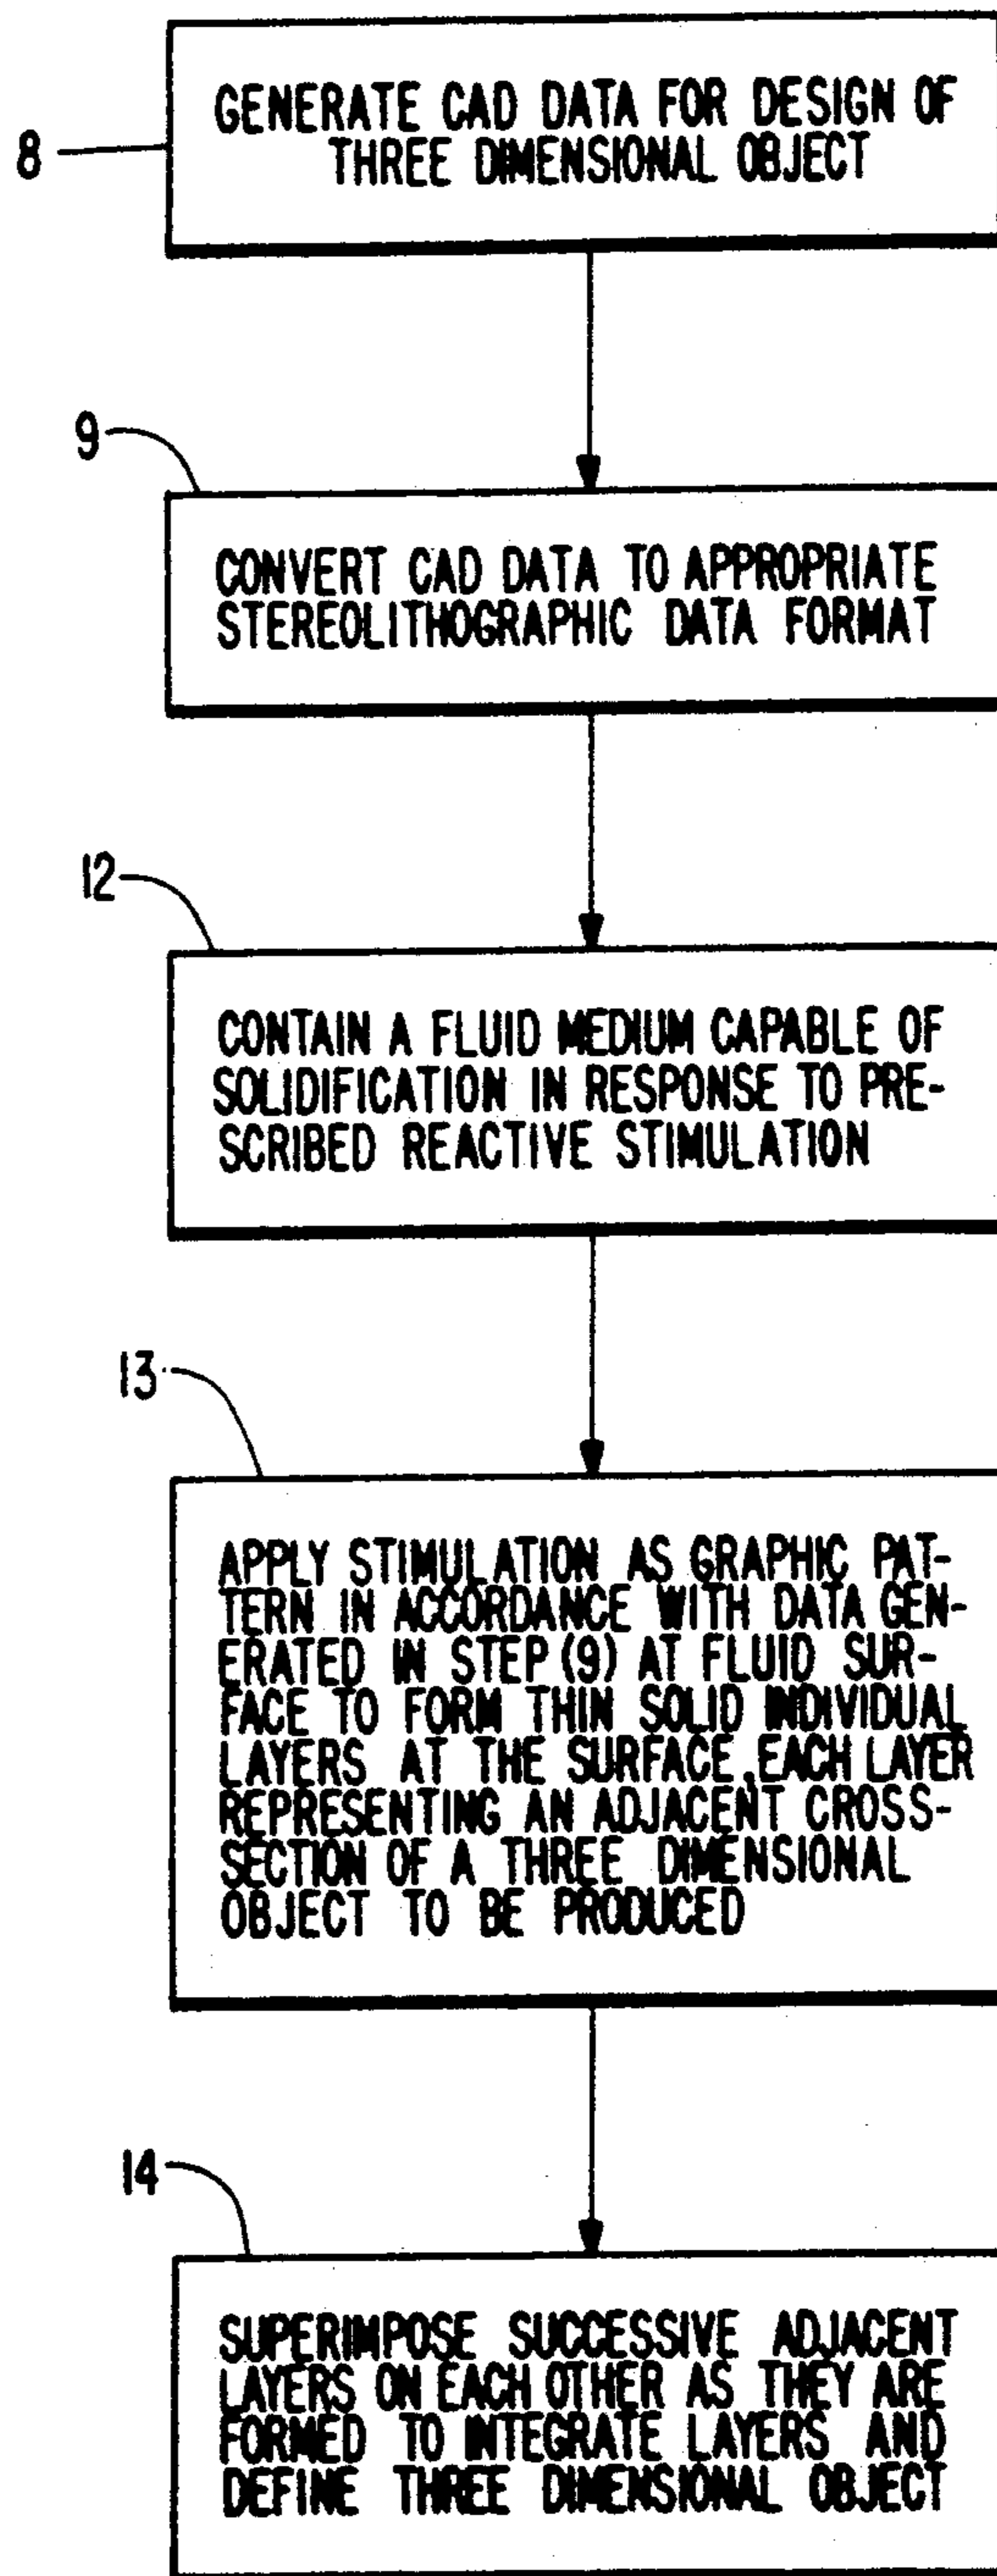 8
GENERATE CAD DATA FOR DESIGN OF
THREE DIMENSIONAL OBJECT
9
CONVERT CAD DATA TO APPROPRIATE
STEREOLITHOGRAPHIC DATA FORMAT
12
CONTAIN A FLUID MEDIUM CAPABLE OF
SOLIDIFICATION IN RESPONSE TO PRE-
SCRIBED REACTIVE STIMULATION
13
APPLY STIMULATION AS GRAPHIC PAT-
TERN IN ACCORDANCE WITH DATA GEN-
ERATED IN STEP (9) AT FLUID SUR-
FACE TO FORM THIN SOLID INDIVIDUAL
LAYERS AT THE SURFACE, EACH LAYER
REPRESENTING AN ADJACENT CROSS-
SECTION OF A THREE DIMENSIONAL
OBJECT TO BE PRODUCED
14
SUPERIMPOSE SUCCESSIVE ADJACENT
LAYERS ON EACH OTHER AS THEY ARE
FORMED TO INTEGRATE LAYERS AND
DEFINE THREE DIMENSIONAL OBJECT